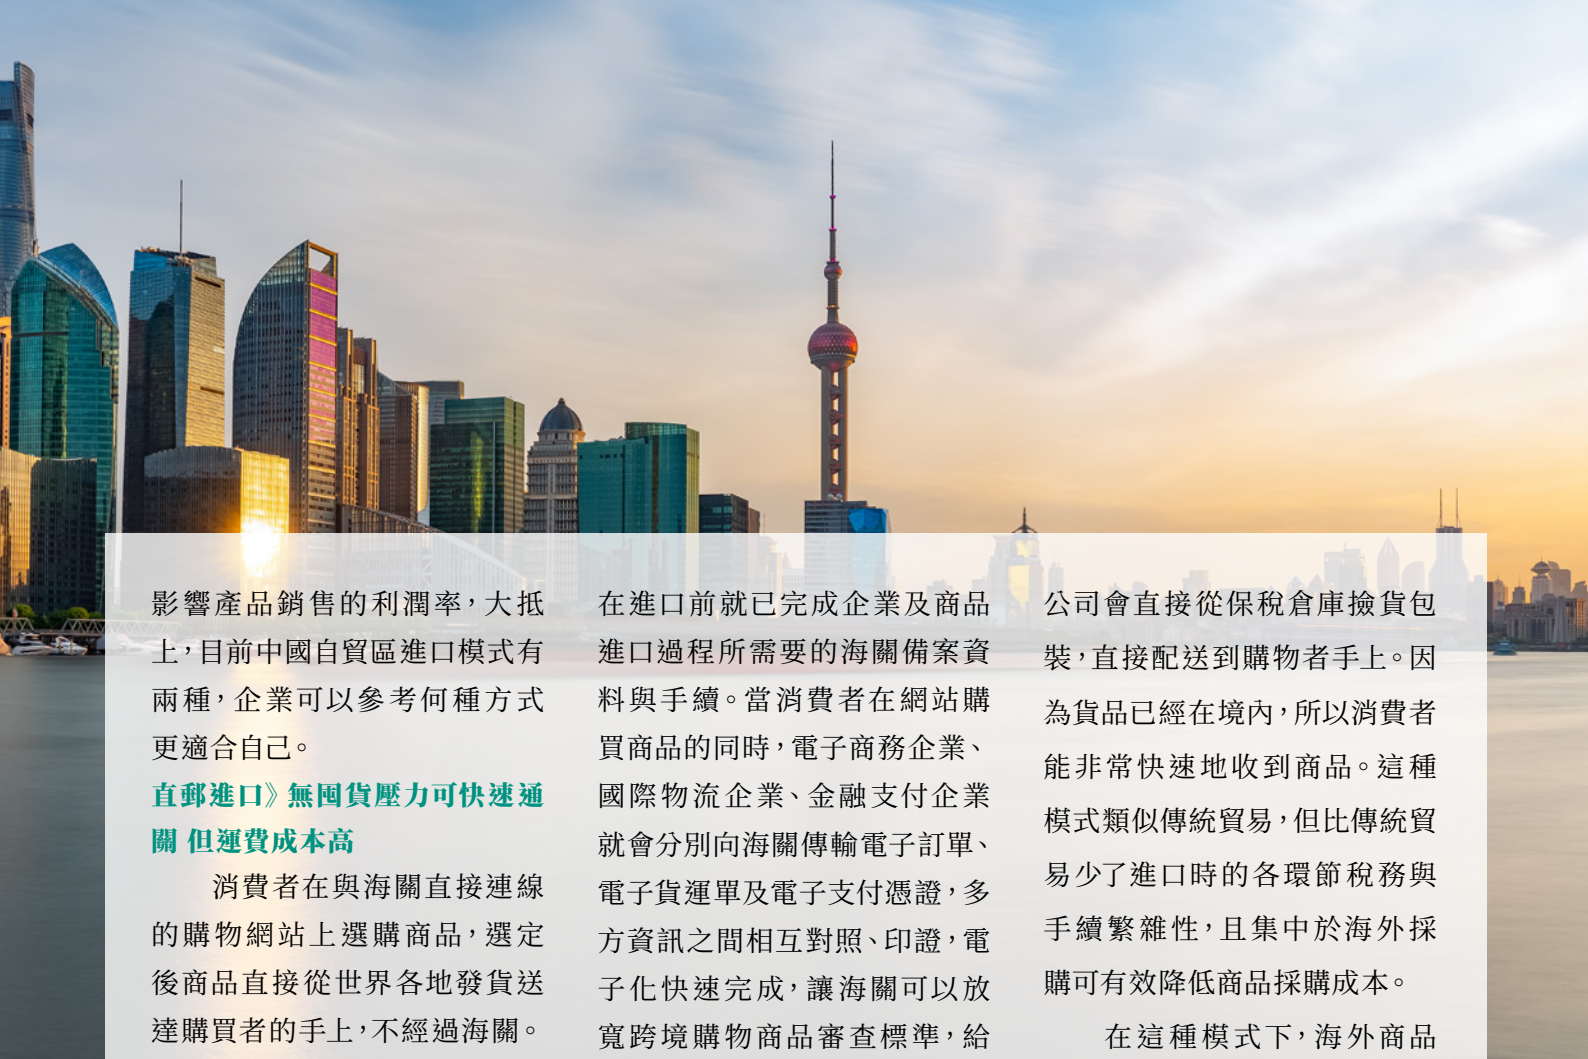 影響產品銷售的利潤率，大抵
上，目前中國自貿區進口模式有
兩種，企業可以參考何種方式
更適合自己。
直郵進口》無囤貨壓力可快速通
關 但運費成本高
消費者在與海關直接連線
的購物網站上選購商品，選定
後商品直接從世界各地發貨送
達購買者的手上，不經過海關。
在進口前就已完成企業及商品
進口過程所需要的海關備案資
料與手續。當消費者在網站購
買商品的同時，電子商務企業、
國際物流企業、金融支付企業
就會分別向海關傳輸電子訂單、
電子貨運單及電子支付憑證，多
方資訊之間相互對照、印證，電
子化快速完成，讓海關可以放
寬跨境購物商品審查標準，給
公司會直接從保稅倉庫撿貨包
裝，直接配送到購物者手上。因
為貨品已經在境內，所以消費者
能非常快速地收到商品。這種
模式類似傳統貿易，但比傳統貿
易少了進口時的各環節稅務與
手續繁雜性，且集中於海外採
購可有效降低商品採購成本。
在這種模式下，海外商品